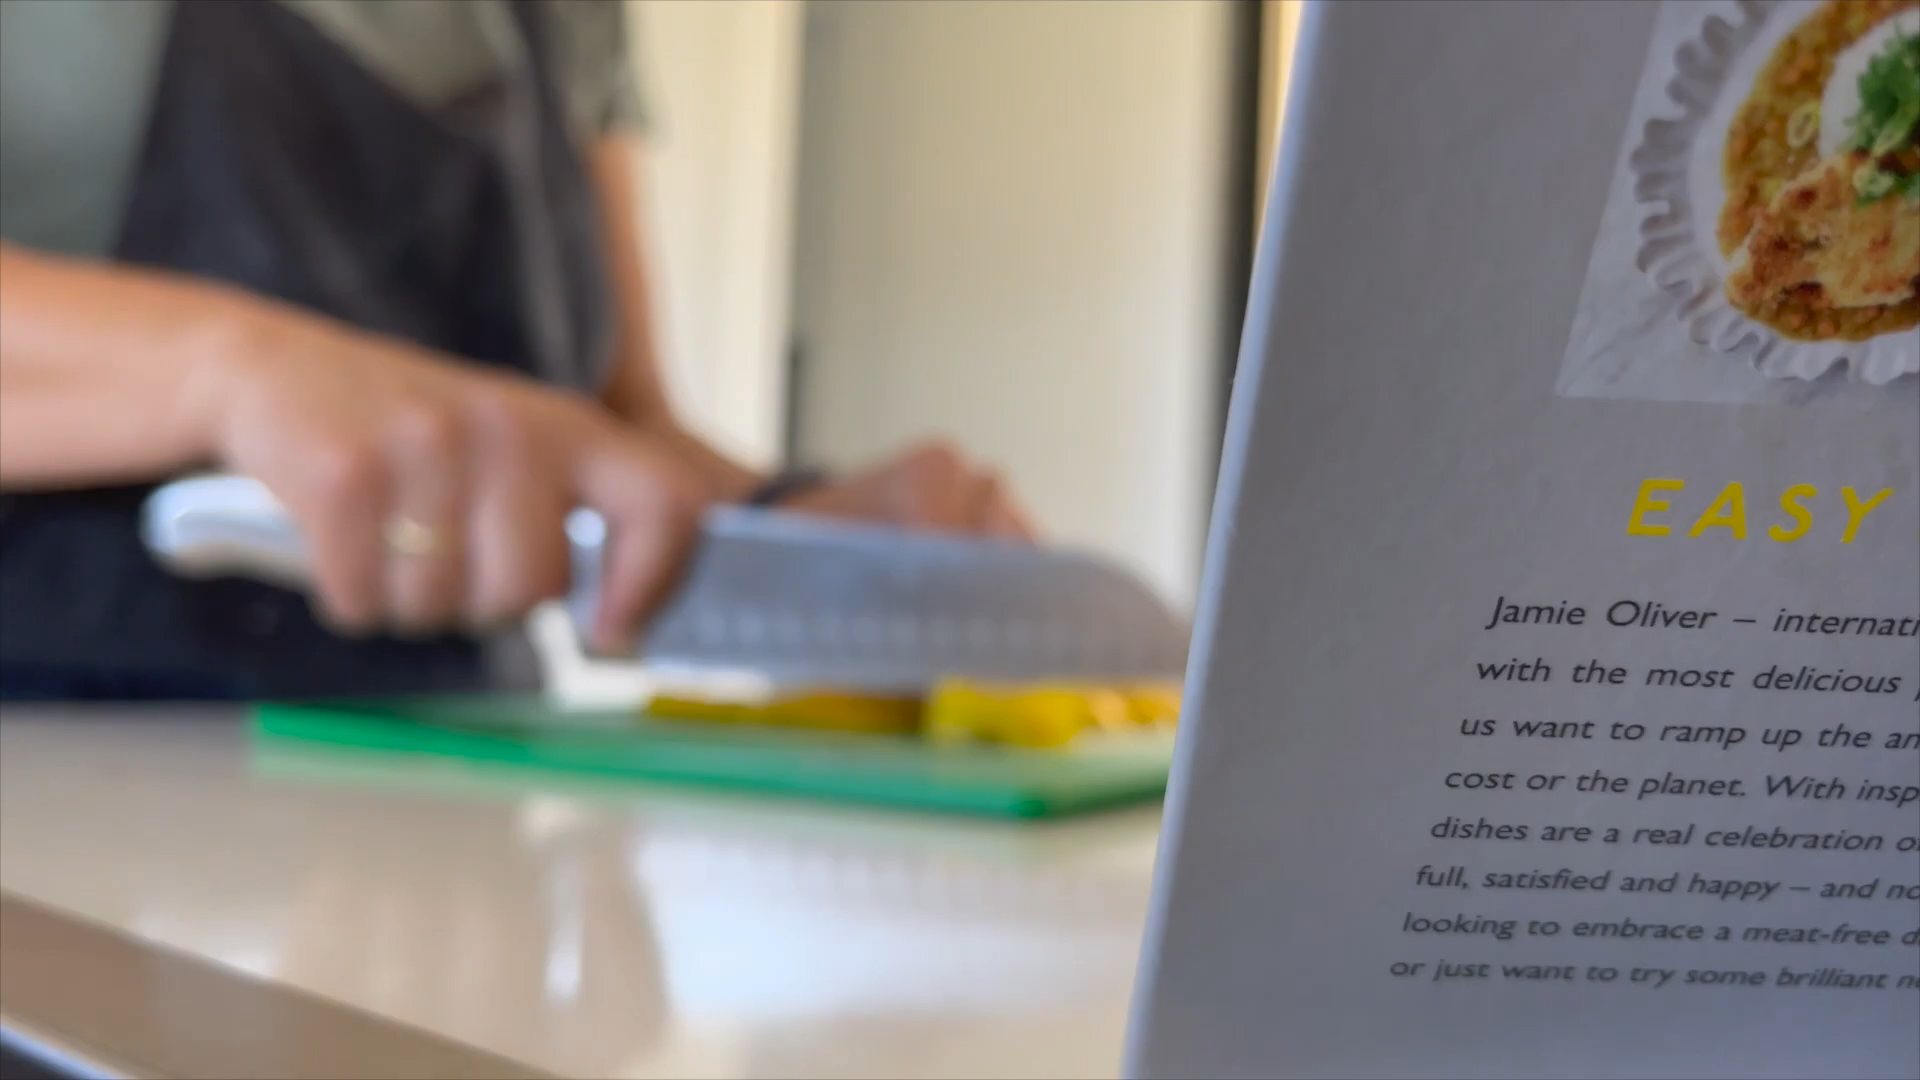 EASY
Jamie Oliver – internati
with the most delicious
us want to ramp up the an
cost or the planet. With insp
dishes are a real celebration o
full, satisfied and happy – and no
looking to embrace a meat-free d
or just want to try some brilliant n